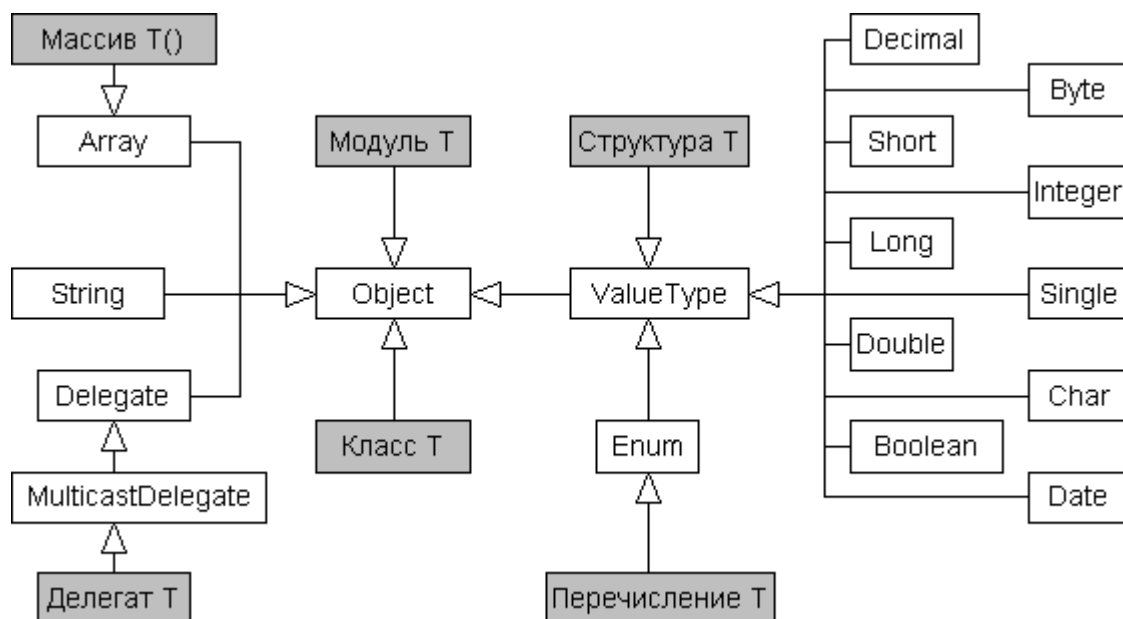 Массив T()
Decimal
Byte
Array
Модуль T
Структура T
Short
Integer
Long
String
Object
ValueType
Single
Double
Delegate
Char
Класс T
Enum
Boolean
MulticastDelegate
Date
Делегат T
Перечисление T